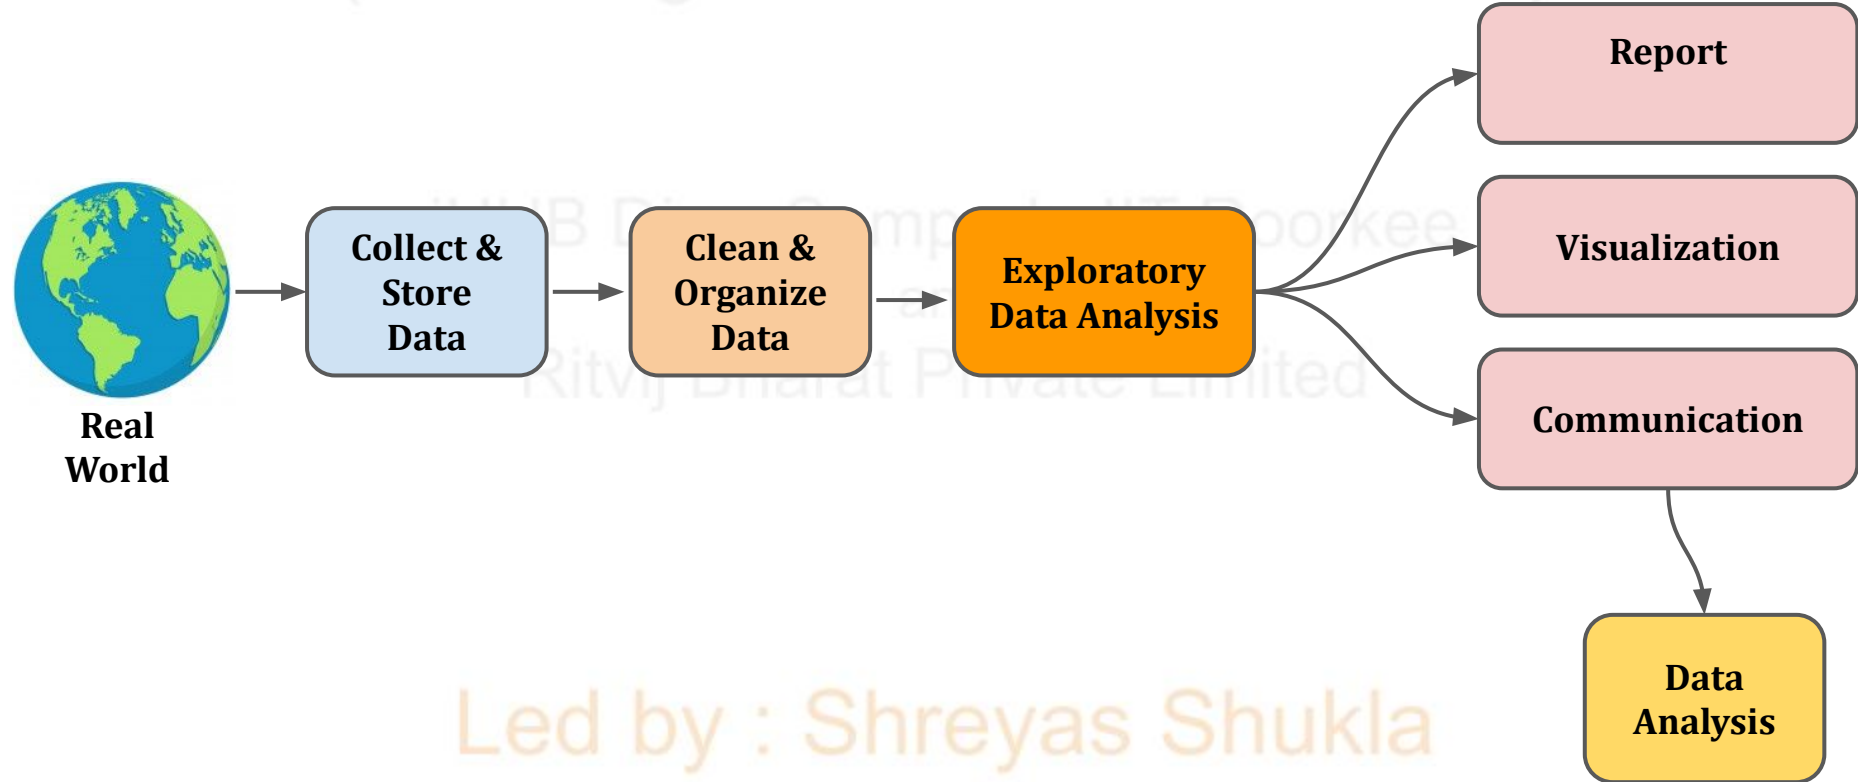 Report
Visualization
Collect &
Store
Data
Clean &
Organize
Data
Exploratory
Data Analysis
Communication
Real
World
Ritvij Bharat Private Limited
Data
Analysis
Led by : Shreyas Shukla